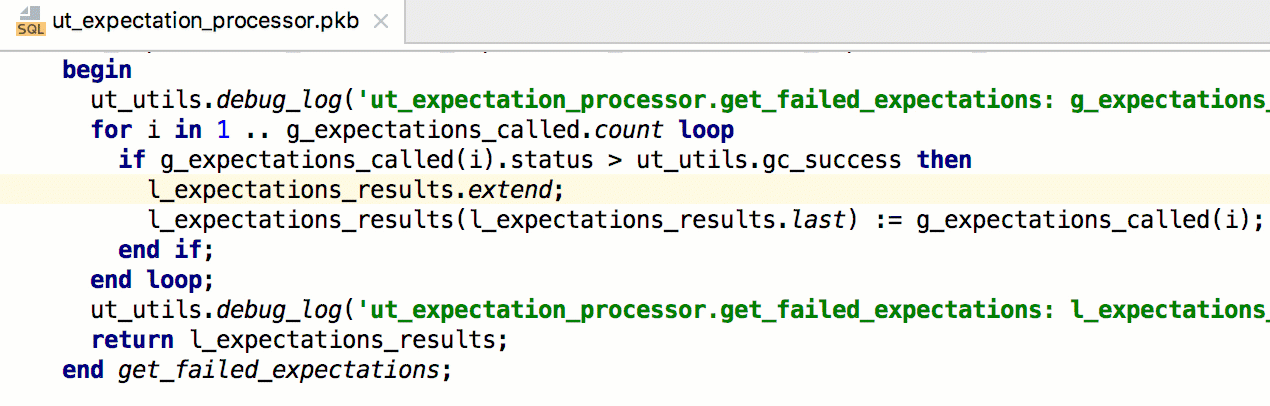 SQL ut_expectation_processor.pkb ×
begin
ut_utils.debug_log('ut_expectation_processor.get_failed_expectations: g_expectations_
for i in 1 .. g_expectations_called.count loop
if g_expectations_called(i).status > ut_utils.gc_success then
l_expectations_results.extend;
l_expectations_results(l_expectations_results.last) := g_expectations_called(i);
end if;
end loop;
ut_utils.debug_log('ut_expectation_processor.get_failed_expectations: l_expectations_
return l_expectations_results;
end get_failed_expectations;